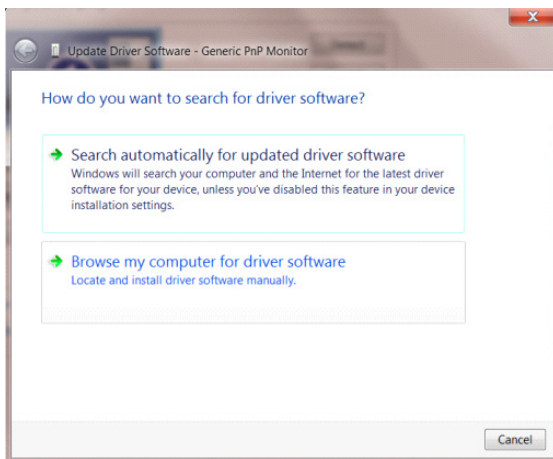 Update Driver Software - Generic PnP Monitor
How do you want to search for driver software?
Search automatically for updated driver software
Windows will search your computer and the Internet for the latest driver
software for your device, unless you've disabled this feature in your device
installation settings.
Browse my computer for driver software
Locate and install driver software manually.
Cancel